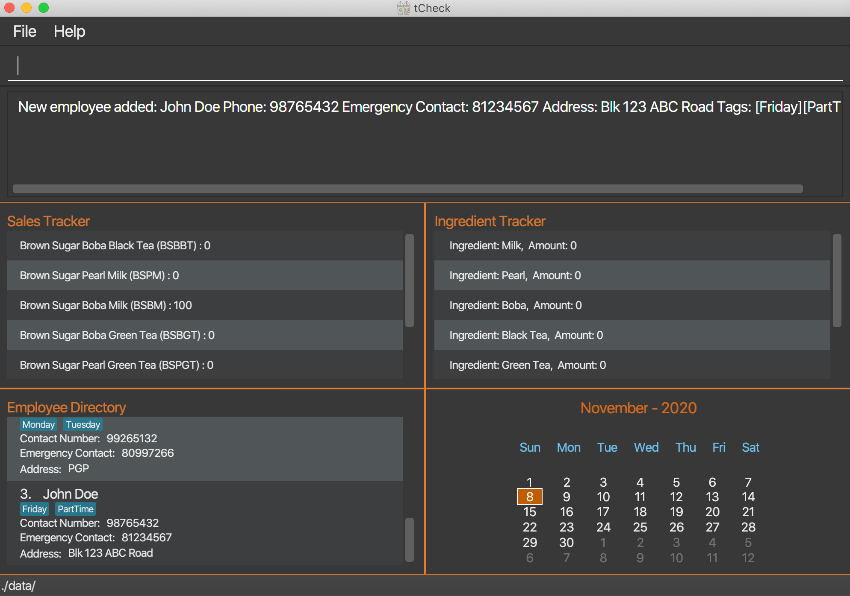 tCheck
File Help
New employee added: John Doe Phone: 98765432 Emergency Contact: 81234567 Address: Blk 123 ABC Road Tags: [Friday][PartT
Sales Tracker
Brown Sugar Boba Black Tea (BSBBT) : 0
Brown Sugar Pearl Milk (BSPM) : 0
Brown Sugar Boba Milk (BSBM) : 100
Brown Sugar Boba Green Tea (BSBGT) : 0
Brown Sugar Pearl Green Tea (BSPGT) : 0
Ingredient Tracker
Ingredient: Milk, Amount: 0
Ingredient: Pearl, Amount: 0
Ingredient: Boba, Amount: 0
Ingredient: Black Tea, Amount: 0
Ingredient: Green Tea, Amount: 0
Employee Directory
Monday Tuesday
Contact Number: 99265132
Emergency Contact: 80997266
Address: PGP
3. John Doe
Friday PartTime
Contact Number: 98765432
Emergency Contact: 81234567
Address: Blk 123 ABC Road
November - 2020
Sun Mon Tue Wed Thu Fri Sat
1 2 3 4 5 6 7
8 9 10 11 12 13 14
15 16 17 18 19 20 21
22 23 24 25 26 27 28
29 30 1 2 3 4 5
6 7 8 9 10 11 12
./data/